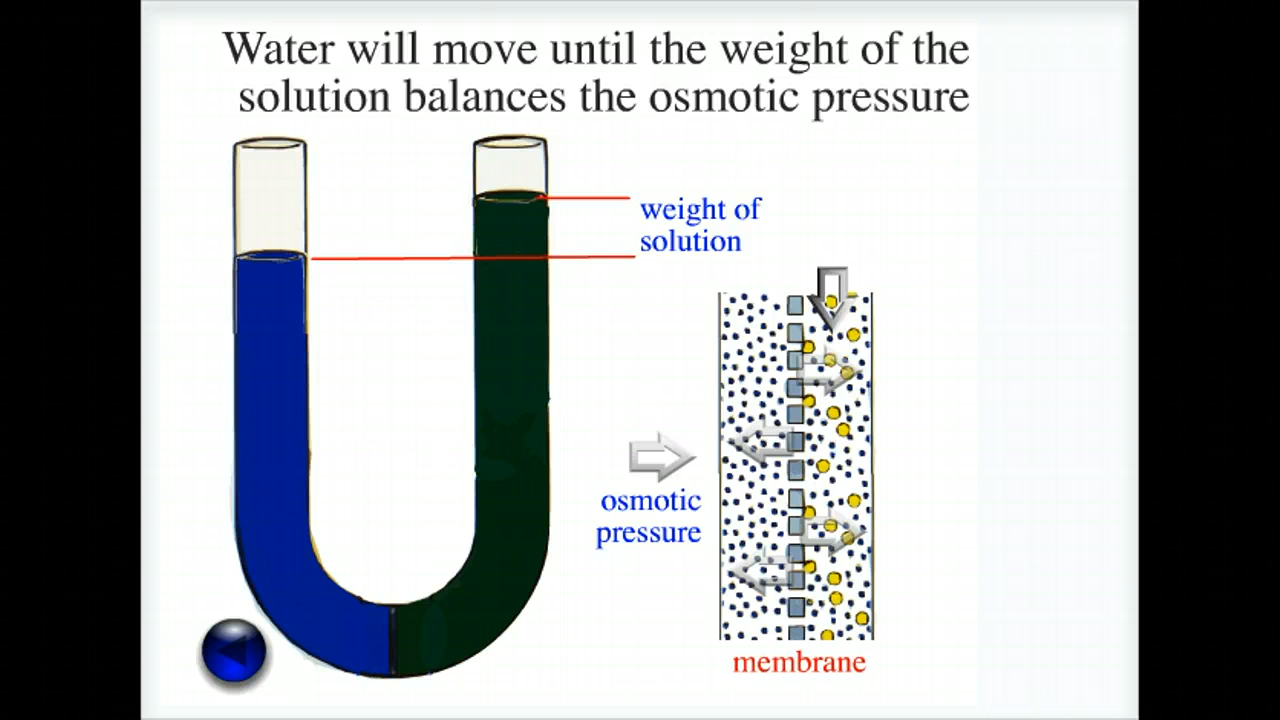 Water will move until the weight of the
solution balances the osmotic pressure
weight of
solution
osmotic
pressure
membrane